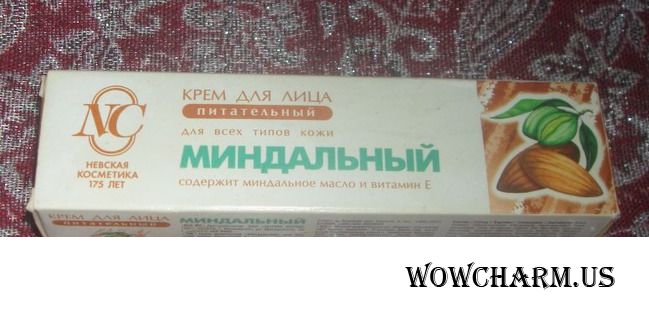 NC
НЕВСКАЯ
КОСМЕТИКА
175 ЛЕТ
КРЕМ ДЛЯ ЛИЦА
питательный
для всех типов кожи
МИНДАЛЬНЫЙ
содержит миндальное масло и витамин Е
КРЕМ ДЛЯ ЛИЦА
питательный
МИНДАЛЬНЫЙ
WOWCHARM.US